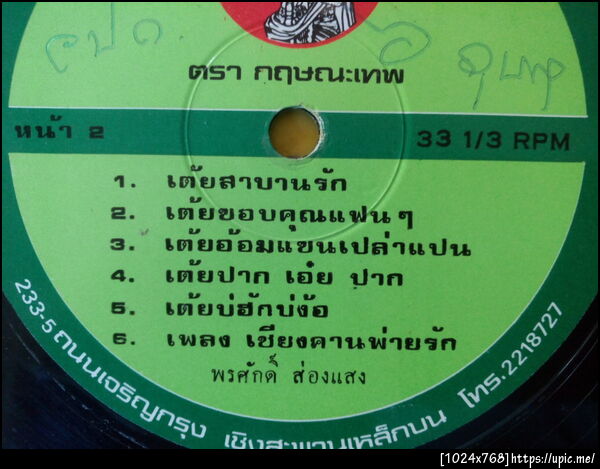 ตรา กฤษณะเทพ
หน้า 2
33 1/3 RPM
1. เต้ยสาบานรัก
2. เต้ยขอบคุณแฟนๆ
3. เต้ยอ้อมแขนเปล่าแปน
4. เต้ยปาก เอ๋ย ปาก
5. เต้ยบ่ฮักบ่ง้อ
6. เพลง เชียงคานพ่ายรัก
พรศักดิ์ ส่องแสง
233-5 ถนนเจริญกรุง เชิงสะพานเหล็กบน โทร. 2218727
[1024x768]https://upic.me/